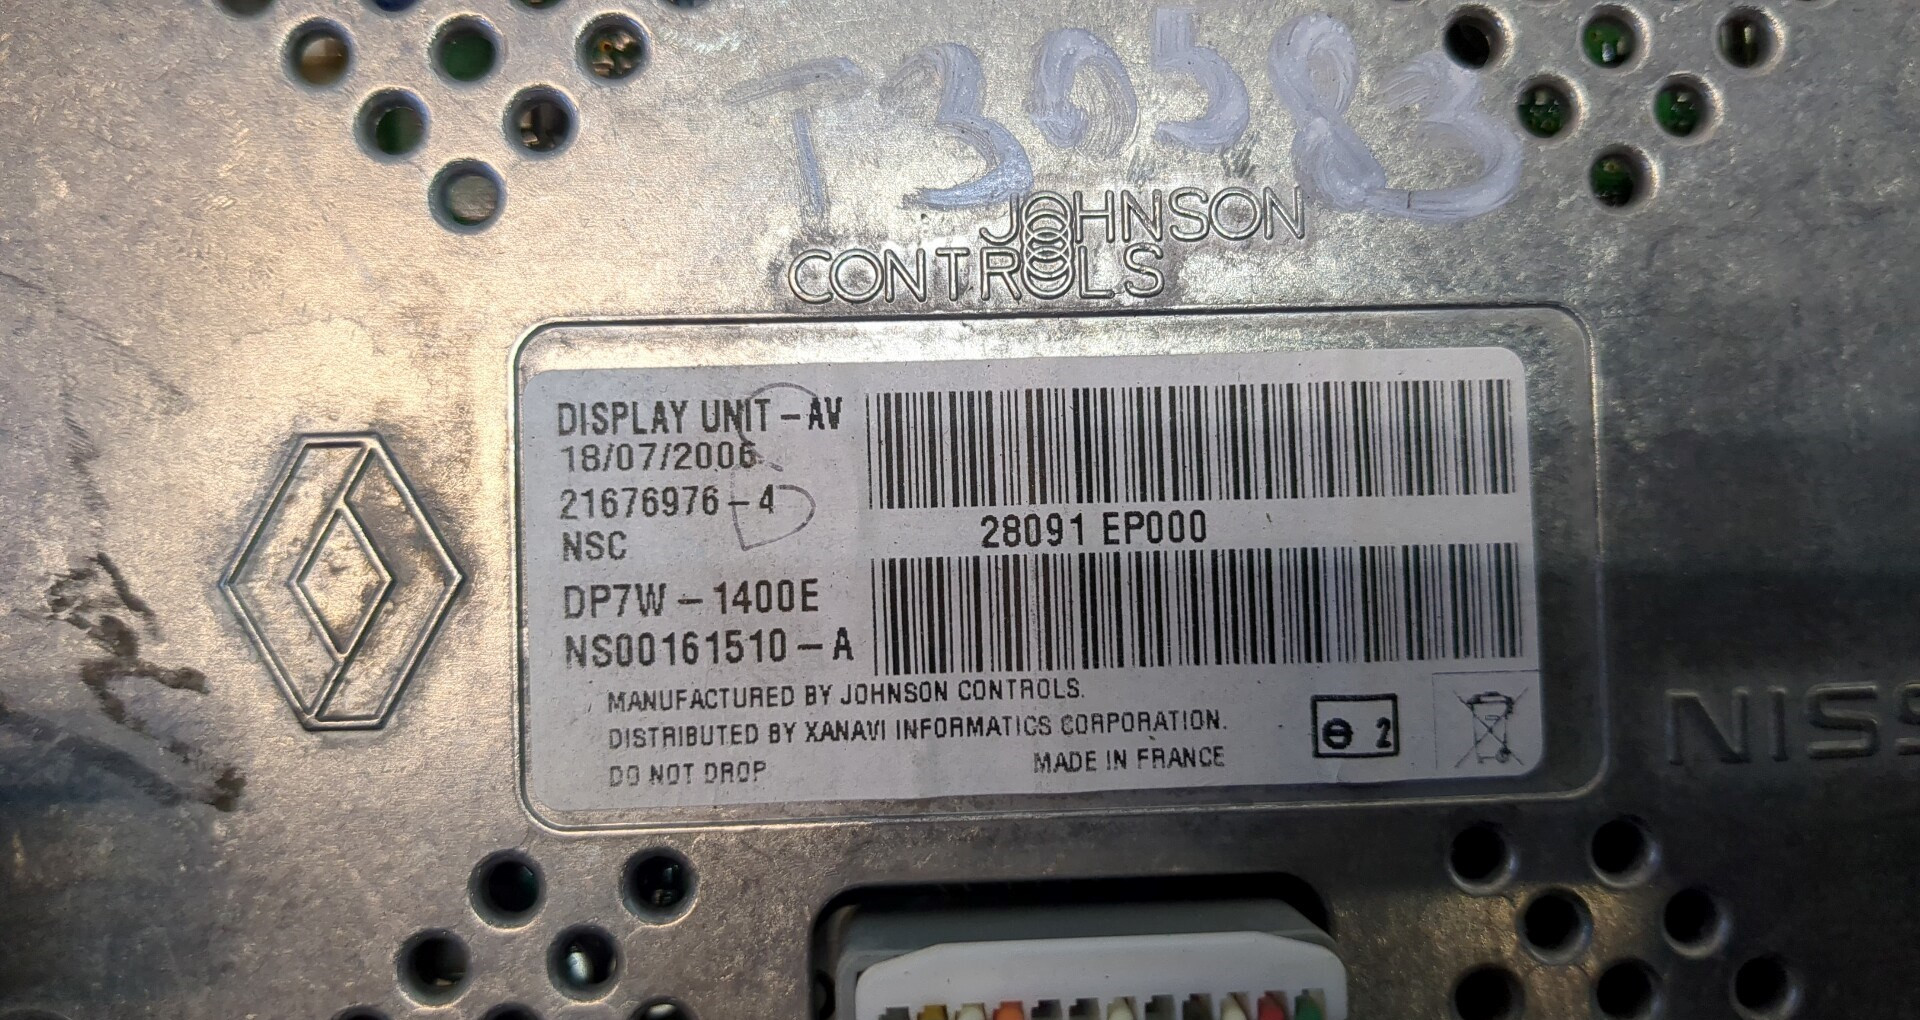 T30583
JOHNSON
CONTROLS
DISPLAY UNIT - AV
18/07/2006
21676976 - 4
NSC
28091 EP000
DP7W - 1400E
NS00161510 - A
MANUFACTURED BY JOHNSON CONTROLS.
DISTRIBUTED BY XANAVI INFORMATICS CORPORATION.
DO NOT DROP
MADE IN FRANCE
2
NISS